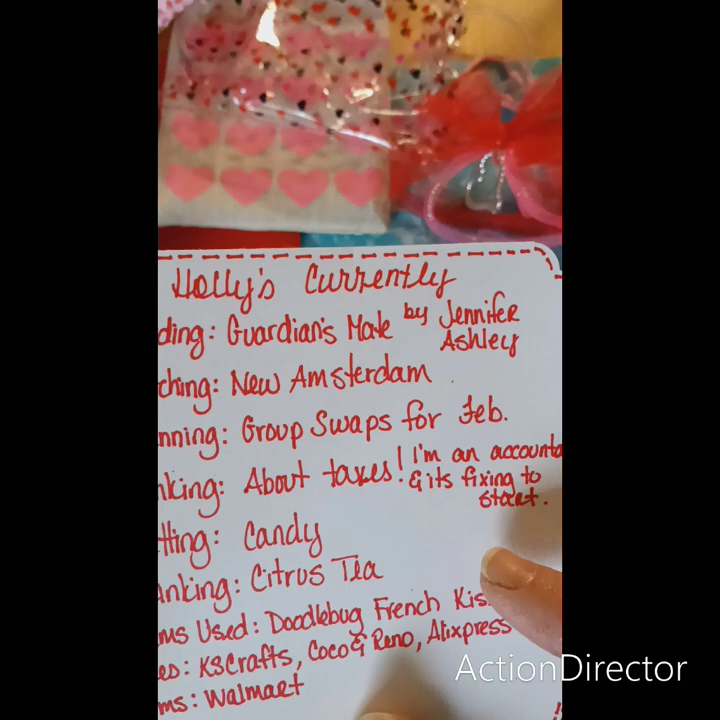 Holly's Currently
ding: Guardian's Mate by Jennifer Ashley
ching: New Amsterdam
nning: Group Swaps for Feb.
nking: About taxes! I'm an accounta
& its fixing to
start.
tting: Candy
inking: Citrus Tea
ms Used: Doodlebug French Kis
es: KSCrafts, Coco & Reno, Alixpress
ms: Walmart
ActionDirector